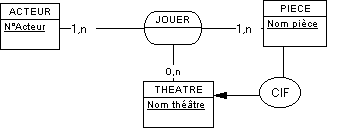 ACTEUR
N°Acteur
1,n
JOUER
1,n
PIECE
Nom pièce
0,n
THEATRE
Nom théâtre
CIF